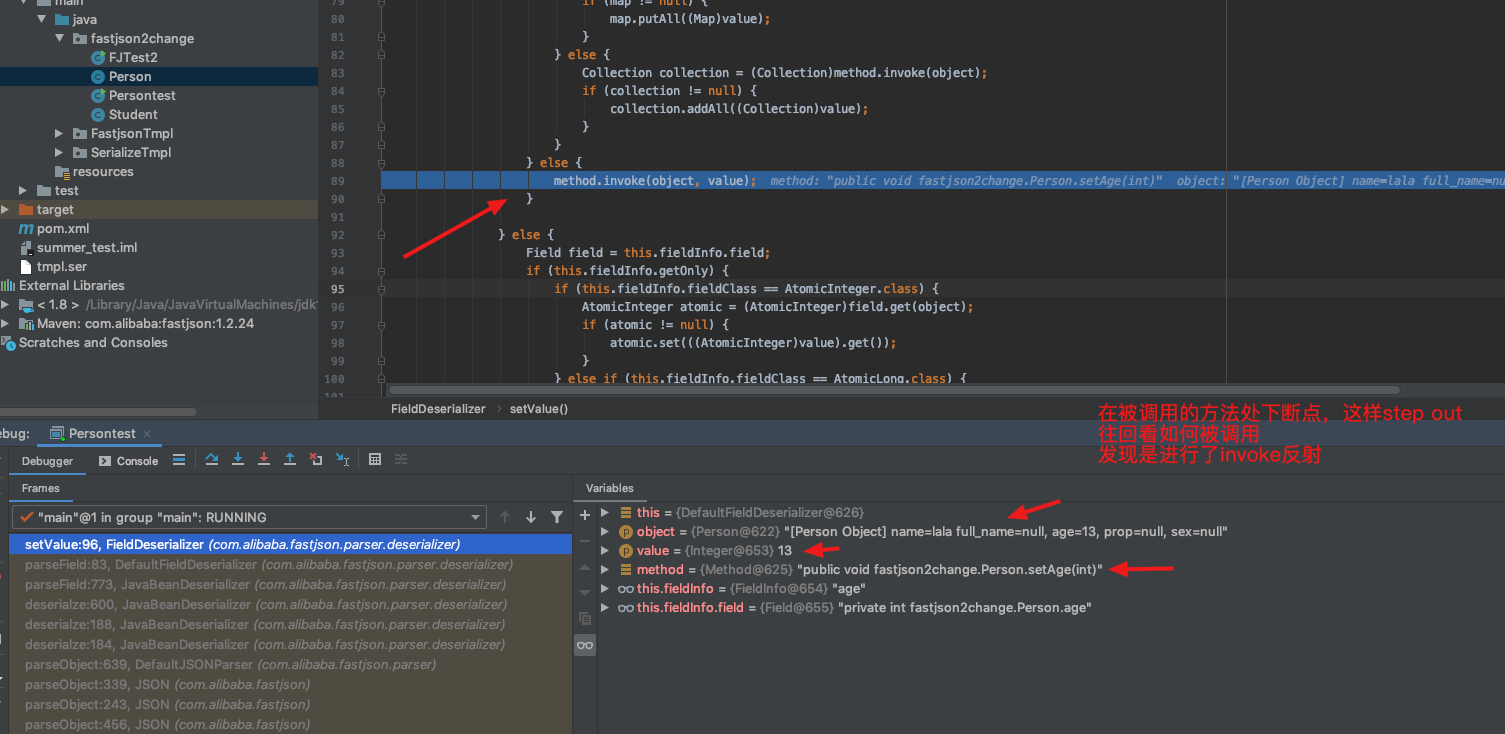 main
java
fastjson2change
FJTest2
Person
Persontest
Student
FastjsonTmpl
SerializeTmpl
resources
test
target
pom.xml
summer_test.iml
tmpl.ser
External Libraries
< 1.8 > /Library/Java/JavaVirtualMachines/jdk1
Maven: com.alibaba:fastjson:1.2.24
Scratches and Consoles
79 if (map != null) {
80 map.putAll((Map)value);
81 }
82 } else {
83 Collection collection = (Collection)method.invoke(object);
84 if (collection != null) {
85 collection.addAll((Collection)value);
86 }
87 }
88 } else {
89 method.invoke(object, value); method: "public void fastjson2change.Person.setAge(int)" object: "[Person Object] name=lala full_name=nu
90 }
91
92 } else {
93 Field field = this.fieldInfo.field;
94 if (this.fieldInfo.getOnly) {
95 if (this.fieldInfo.fieldClass == AtomicInteger.class) {
96 AtomicInteger atomic = (AtomicInteger)field.get(object);
97 if (atomic != null) {
98 atomic.set(((AtomicInteger)value).get());
99 }
100 } else if (this.fieldInfo.fieldClass == AtomicLong.class) {
101
FieldDeserializer › setValue()
在被调用的方法处下断点，这样step out
往回看如何被调用
发现是进行了invoke反射
ebug: Persontest
Debugger Console
Frames
"main"@1 in group "main": RUNNING
setValue:96, FieldDeserializer (com.alibaba.fastjson.parser.deserializer)
parseField:83, DefaultFieldDeserializer (com.alibaba.fastjson.parser.deserializer)
parseField:773, JavaBeanDeserializer (com.alibaba.fastjson.parser.deserializer)
deserialze:600, JavaBeanDeserializer (com.alibaba.fastjson.parser.deserializer)
deserialze:188, JavaBeanDeserializer (com.alibaba.fastjson.parser.deserializer)
deserialze:184, JavaBeanDeserializer (com.alibaba.fastjson.parser.deserializer)
parseObject:639, DefaultJSONParser (com.alibaba.fastjson.parser)
parseObject:339, JSON (com.alibaba.fastjson)
parseObject:243, JSON (com.alibaba.fastjson)
parseObject:456, JSON (com.alibaba.fastjson)
Variables
this = {DefaultFieldDeserializer@626}
object = {Person@622} "[Person Object] name=lala full_name=null, age=13, prop=null, sex=null"
value = {Integer@653} 13
method = {Method@625} "public void fastjson2change.Person.setAge(int)"
this.fieldInfo = {FieldInfo@654} "age"
this.fieldInfo.field = {Field@655} "private int fastjson2change.Person.age"